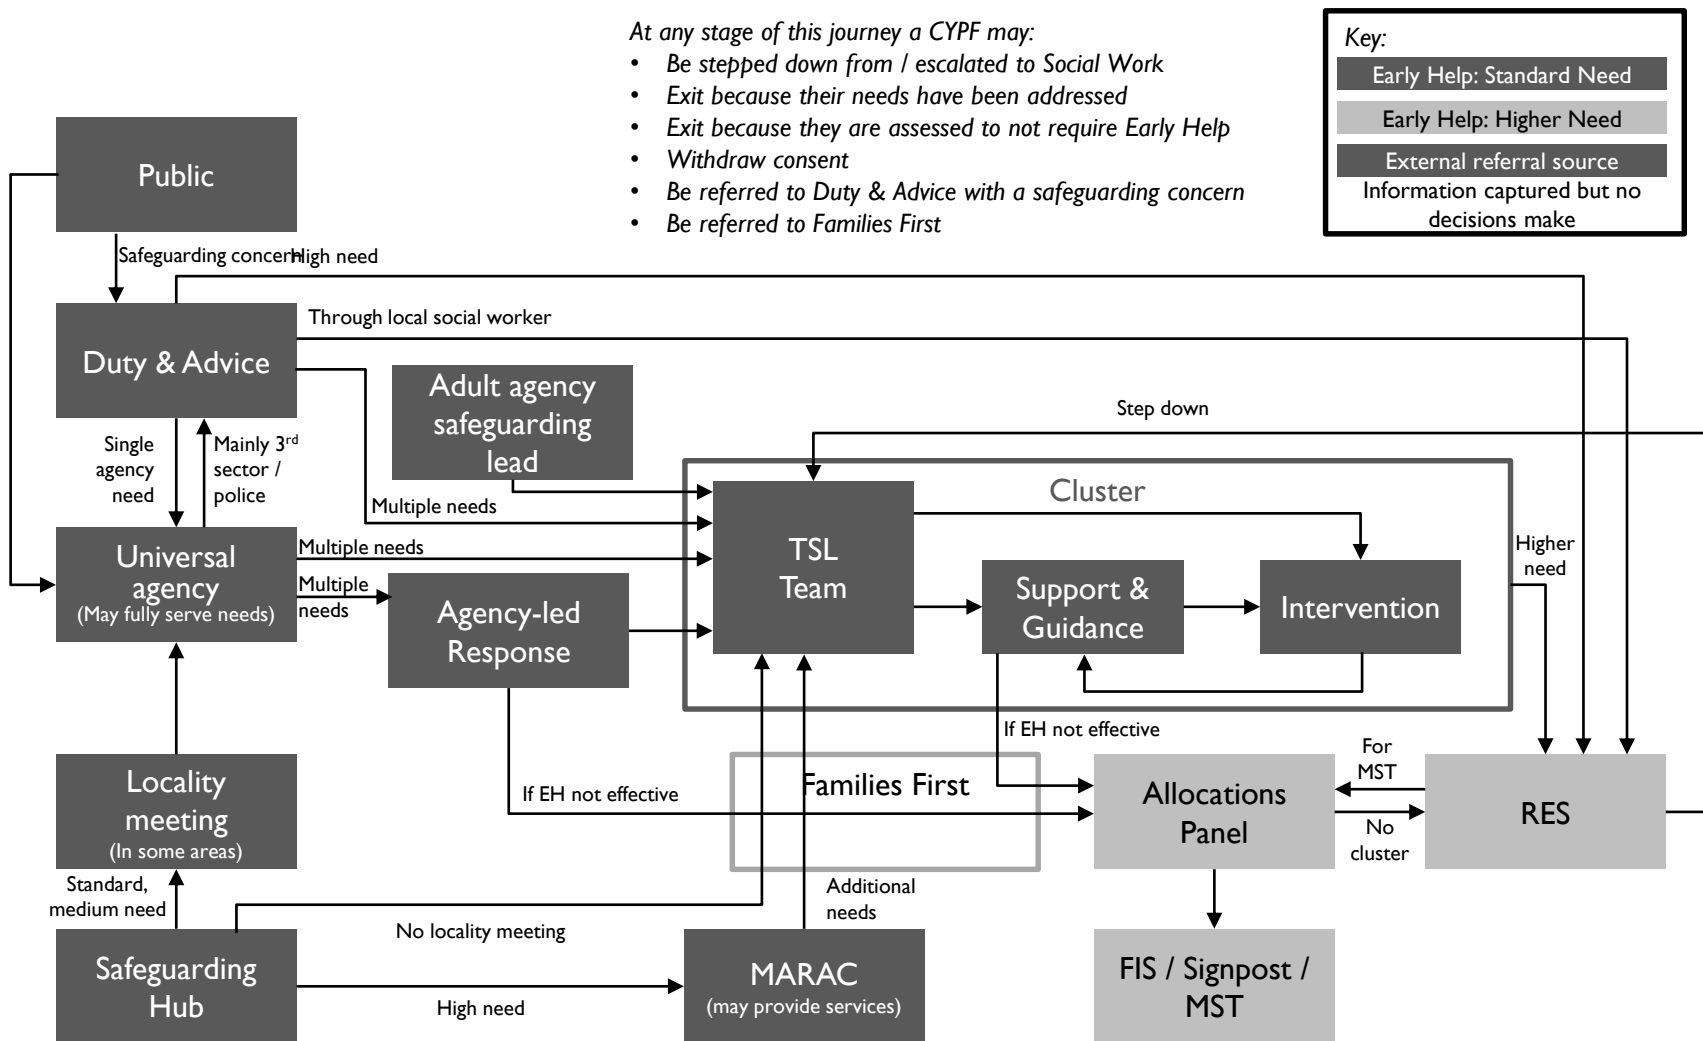 At any stage of this journey a CYPF may:
• Be stepped down from / escalated to Social Work
• Exit because their needs have been addressed
• Exit because they are assessed to not require Early Help
• Withdraw consent
• Be referred to Duty & Advice with a safeguarding concern
• Be referred to Families First
Key:
Early Help: Standard Need
Early Help: Higher Need
External referral source
Information captured but no
decisions make
Public
Safeguarding concern
High need
Through local social worker
Duty & Advice
Adult agency
safeguarding
lead
Step down
Single
agency
need
Mainly 3rd
sector /
police
Multiple needs
Cluster
TSL
Team
Universal
agency
(May fully serve needs)
Multiple needs
Multiple
needs
Agency-led
Response
Support &
Guidance
Intervention
Higher
need
If EH not effective
Locality
meeting
(In some areas)
If EH not effective
Families First
Allocations
Panel
For
MST
No
cluster
RES
Standard,
medium need
Additional
needs
No locality meeting
Safeguarding
Hub
High need
MARAC
(may provide services)
FIS / Signpost /
MST